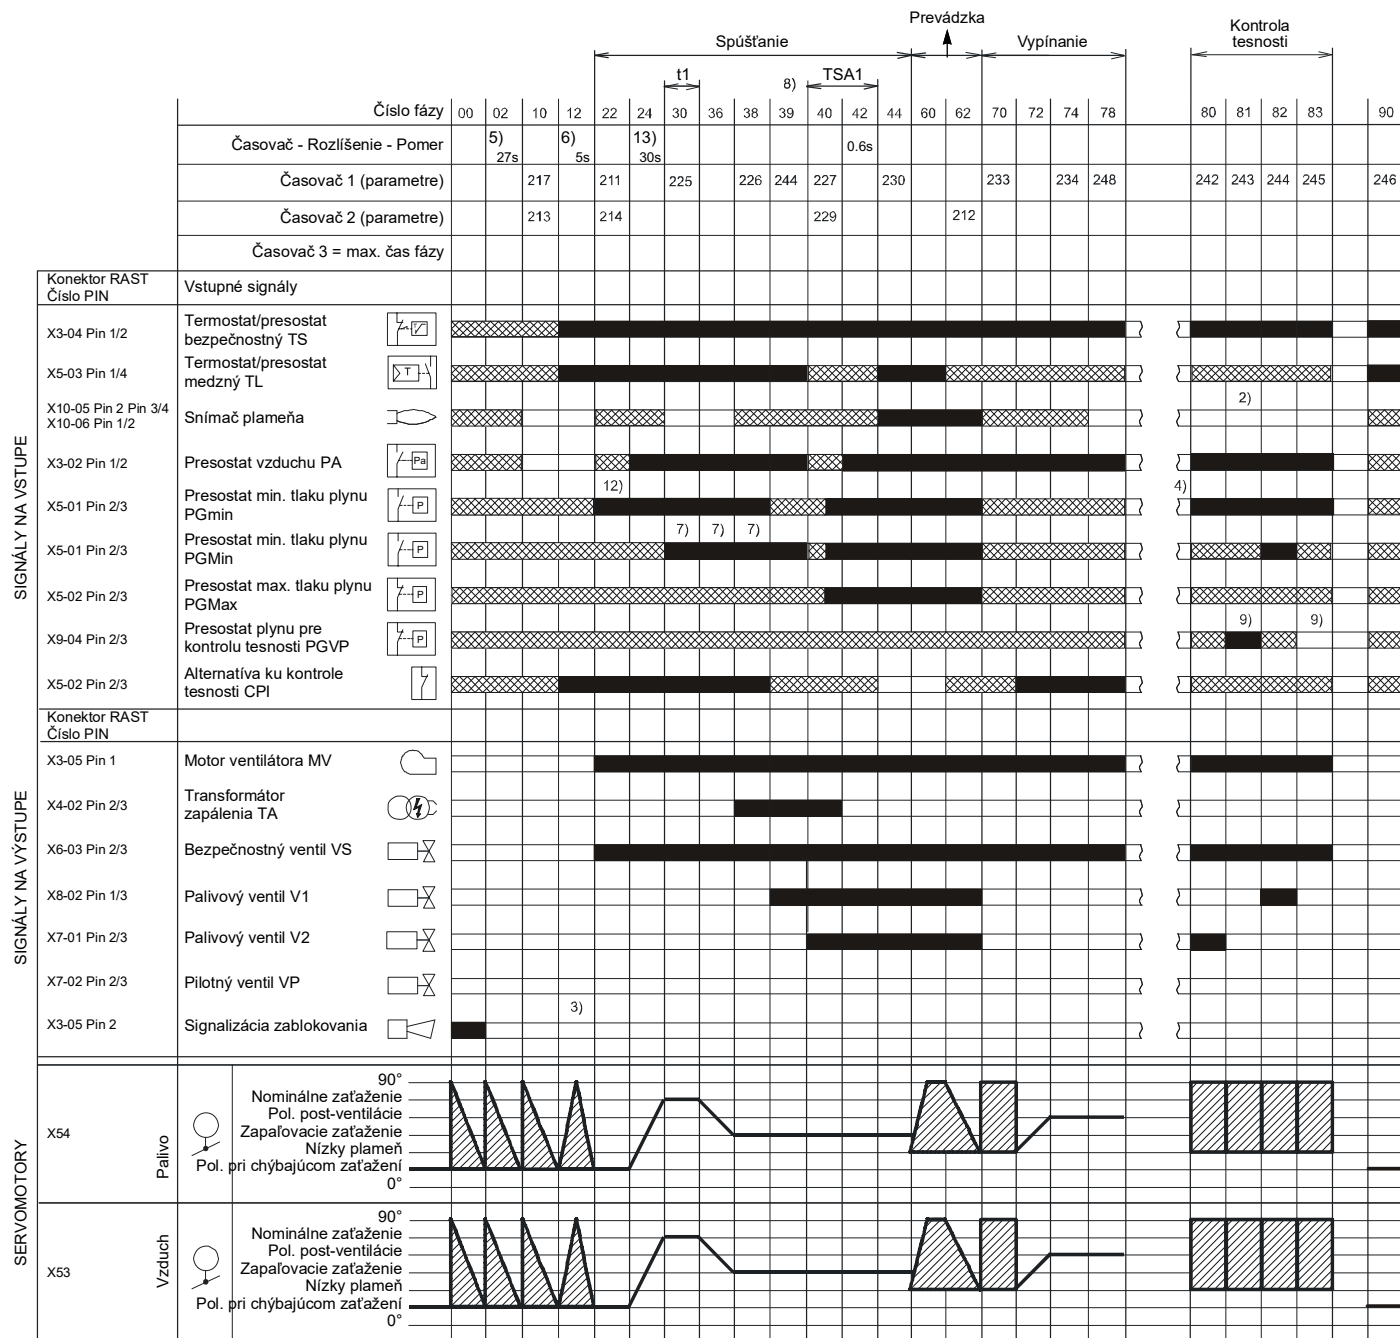 Prevádzka
Spúšťanie
Vypínanie
Kontrola
tesnosti
t1
8)
TSA1
Číslo fázy 00 02 10 12 22 24 30 36 38 39 40 42 44 60 62 70 72 74 78 80 81 82 83 90
Časovač - Rozlíšenie - Pomer 5) 27s 6) 5s 13) 30s 0.6s
Časovač 1 (parametre) 217 211 225 226 244 227 230 233 234 248 242 243 244 245 246
Časovač 2 (parametre) 213 214 229 212
Časovač 3 = max. čas fázy
Konektor RAST
Číslo PIN
Vstupné signály
SIGNÁLY NA VSTUPE
X3-04 Pin 1/2
Termostat/presostat
bezpečnostný TS
X5-03 Pin 1/4
Termostat/presostat
medzný TL
T
2)
X10-05 Pin 2 Pin 3/4
X10-06 Pin 1/2
Snímač plameňa
X3-02 Pin 1/2
Presostat vzduchu PA
Pa
12)
4)
X5-01 Pin 2/3
Presostat min. tlaku plynu
PGmin
P
7) 7) 7)
X5-01 Pin 2/3
Presostat min. tlaku plynu
PGMin
P
X5-02 Pin 2/3
Presostat max. tlaku plynu
PGMax
P
9) 9)
X9-04 Pin 2/3
Presostat plynu pre
kontrolu tesnosti PGVP
P
X5-02 Pin 2/3
Alternatíva ku kontrole
tesnosti CPI
Konektor RAST
Číslo PIN
SIGNÁLY NA VÝSTUPE
X3-05 Pin 1
Motor ventilátora MV
X4-02 Pin 2/3
Transformátor
zapálenia TA
X6-03 Pin 2/3
Bezpečnostný ventil VS
X8-02 Pin 1/3
Palivový ventil V1
X7-01 Pin 2/3
Palivový ventil V2
X7-02 Pin 2/3
Pilotný ventil VP
3)
X3-05 Pin 2
Signalizácia zablokovania
SERVOMOTORY
X54
Palivo
90°
Nominálne zaťaženie
Pol. post-ventilácie
Zapaľovacie zaťaženie
Nízky plameň
Pol. pri chýbajúcom zaťažení
0°
X53
Vzduch
90°
Nominálne zaťaženie
Pol. post-ventilácie
Zapaľovacie zaťaženie
Nízky plameň
Pol. pri chýbajúcom zaťažení
0°